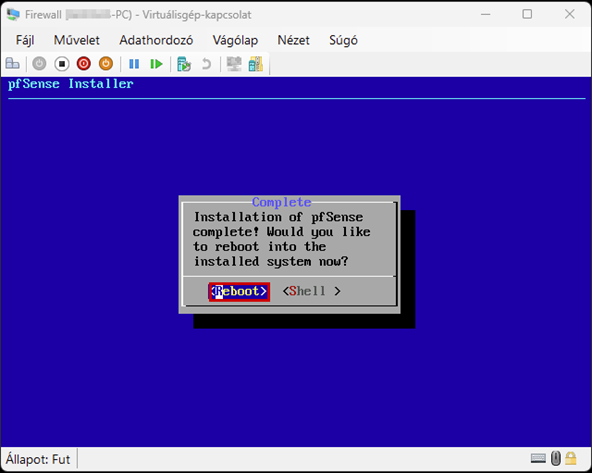 Firewall -PC) - Virtuálisgép-kapcsolat
Fájl Művelet Adathordozó Vágólap Nézet Súgó
pfSense Installer
Complete
Installation of pfSense
complete! Would you like
to reboot into the
installed system now?
<Reboot> <Shell >
Állapot: Fut